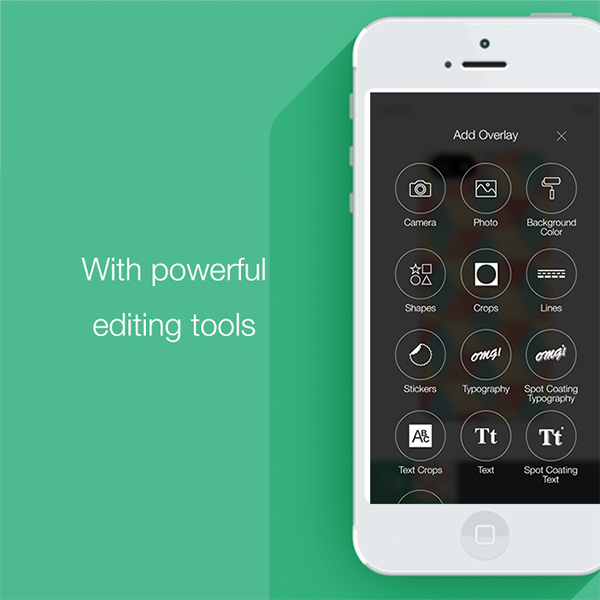 With powerful
editing tools
Add Overlay
Camera
Photo
Background
Color
Shapes
Crops
Lines
Stickers
omg!
Typography
omg!
Spot Coating
Typography
ABC
Text Crops
Tt
Text
Tt
Spot Coating
Text